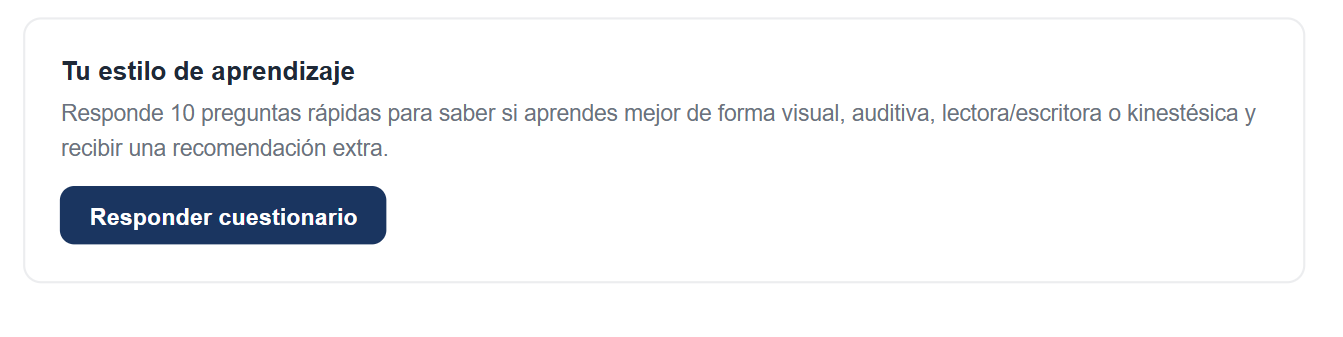 Tu estilo de aprendizaje
Responde 10 preguntas rápidas para saber si aprendes mejor de forma visual, auditiva, lectora/escritora o kinestésica y
recibir una recomendación extra.
Responder cuestionario